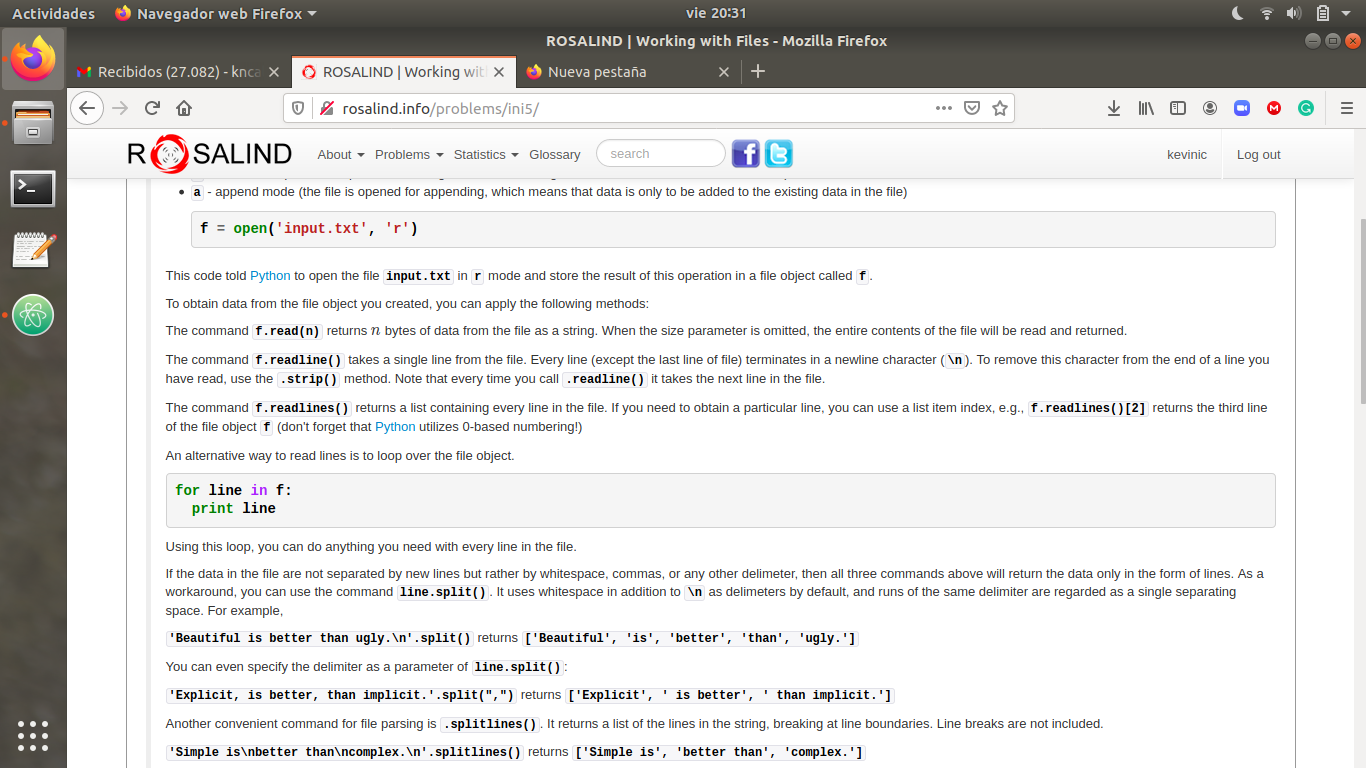 Actividades Navegador web Firefox vie 20:31
ROSALIND | Working with Files - Mozilla Firefox
Recibidos (27.082) - knca ROSALIND | Working with Nueva pestaña
rosalind.info/problems/ini5/
ROSALIND About Problems Statistics Glossary search kevinic Log out
• a - append mode (the file is opened for appending, which means that data is only to be added to the existing data in the file)
f = open('input.txt', 'r')
This code told Python to open the file input.txt in r mode and store the result of this operation in a file object called f.
To obtain data from the file object you created, you can apply the following methods:
The command f.read(n) returns n bytes of data from the file as a string. When the size parameter is omitted, the entire contents of the file will be read and returned.
The command f.readline() takes a single line from the file. Every line (except the last line of file) terminates in a newline character (\n). To remove this character from the end of a line you
have read, use the .strip() method. Note that every time you call .readline() it takes the next line in the file.
The command f.readlines() returns a list containing every line in the file. If you need to obtain a particular line, you can use a list item index, e.g., f.readlines()[2] returns the third line
of the file object f (don't forget that Python utilizes 0-based numbering!)
An alternative way to read lines is to loop over the file object.
for line in f:
  print line
Using this loop, you can do anything you need with every line in the file.
If the data in the file are not separated by new lines but rather by whitespace, commas, or any other delimeter, then all three commands above will return the data only in the form of lines. As a
workaround, you can use the command line.split(). It uses whitespace in addition to \n as delimeters by default, and runs of the same delimiter are regarded as a single separating
space. For example,
'Beautiful is better than ugly.\n'.split() returns ['Beautiful', 'is', 'better', 'than', 'ugly.']
You can even specify the delimiter as a parameter of line.split():
'Explicit, is better, than implicit.'.split(",") returns ['Explicit', ' is better', ' than implicit.']
Another convenient command for file parsing is .splitlines(). It returns a list of the lines in the string, breaking at line boundaries. Line breaks are not included.
'Simple is\nbetter than\ncomplex.\n'.splitlines() returns ['Simple is', 'better than', 'complex.']